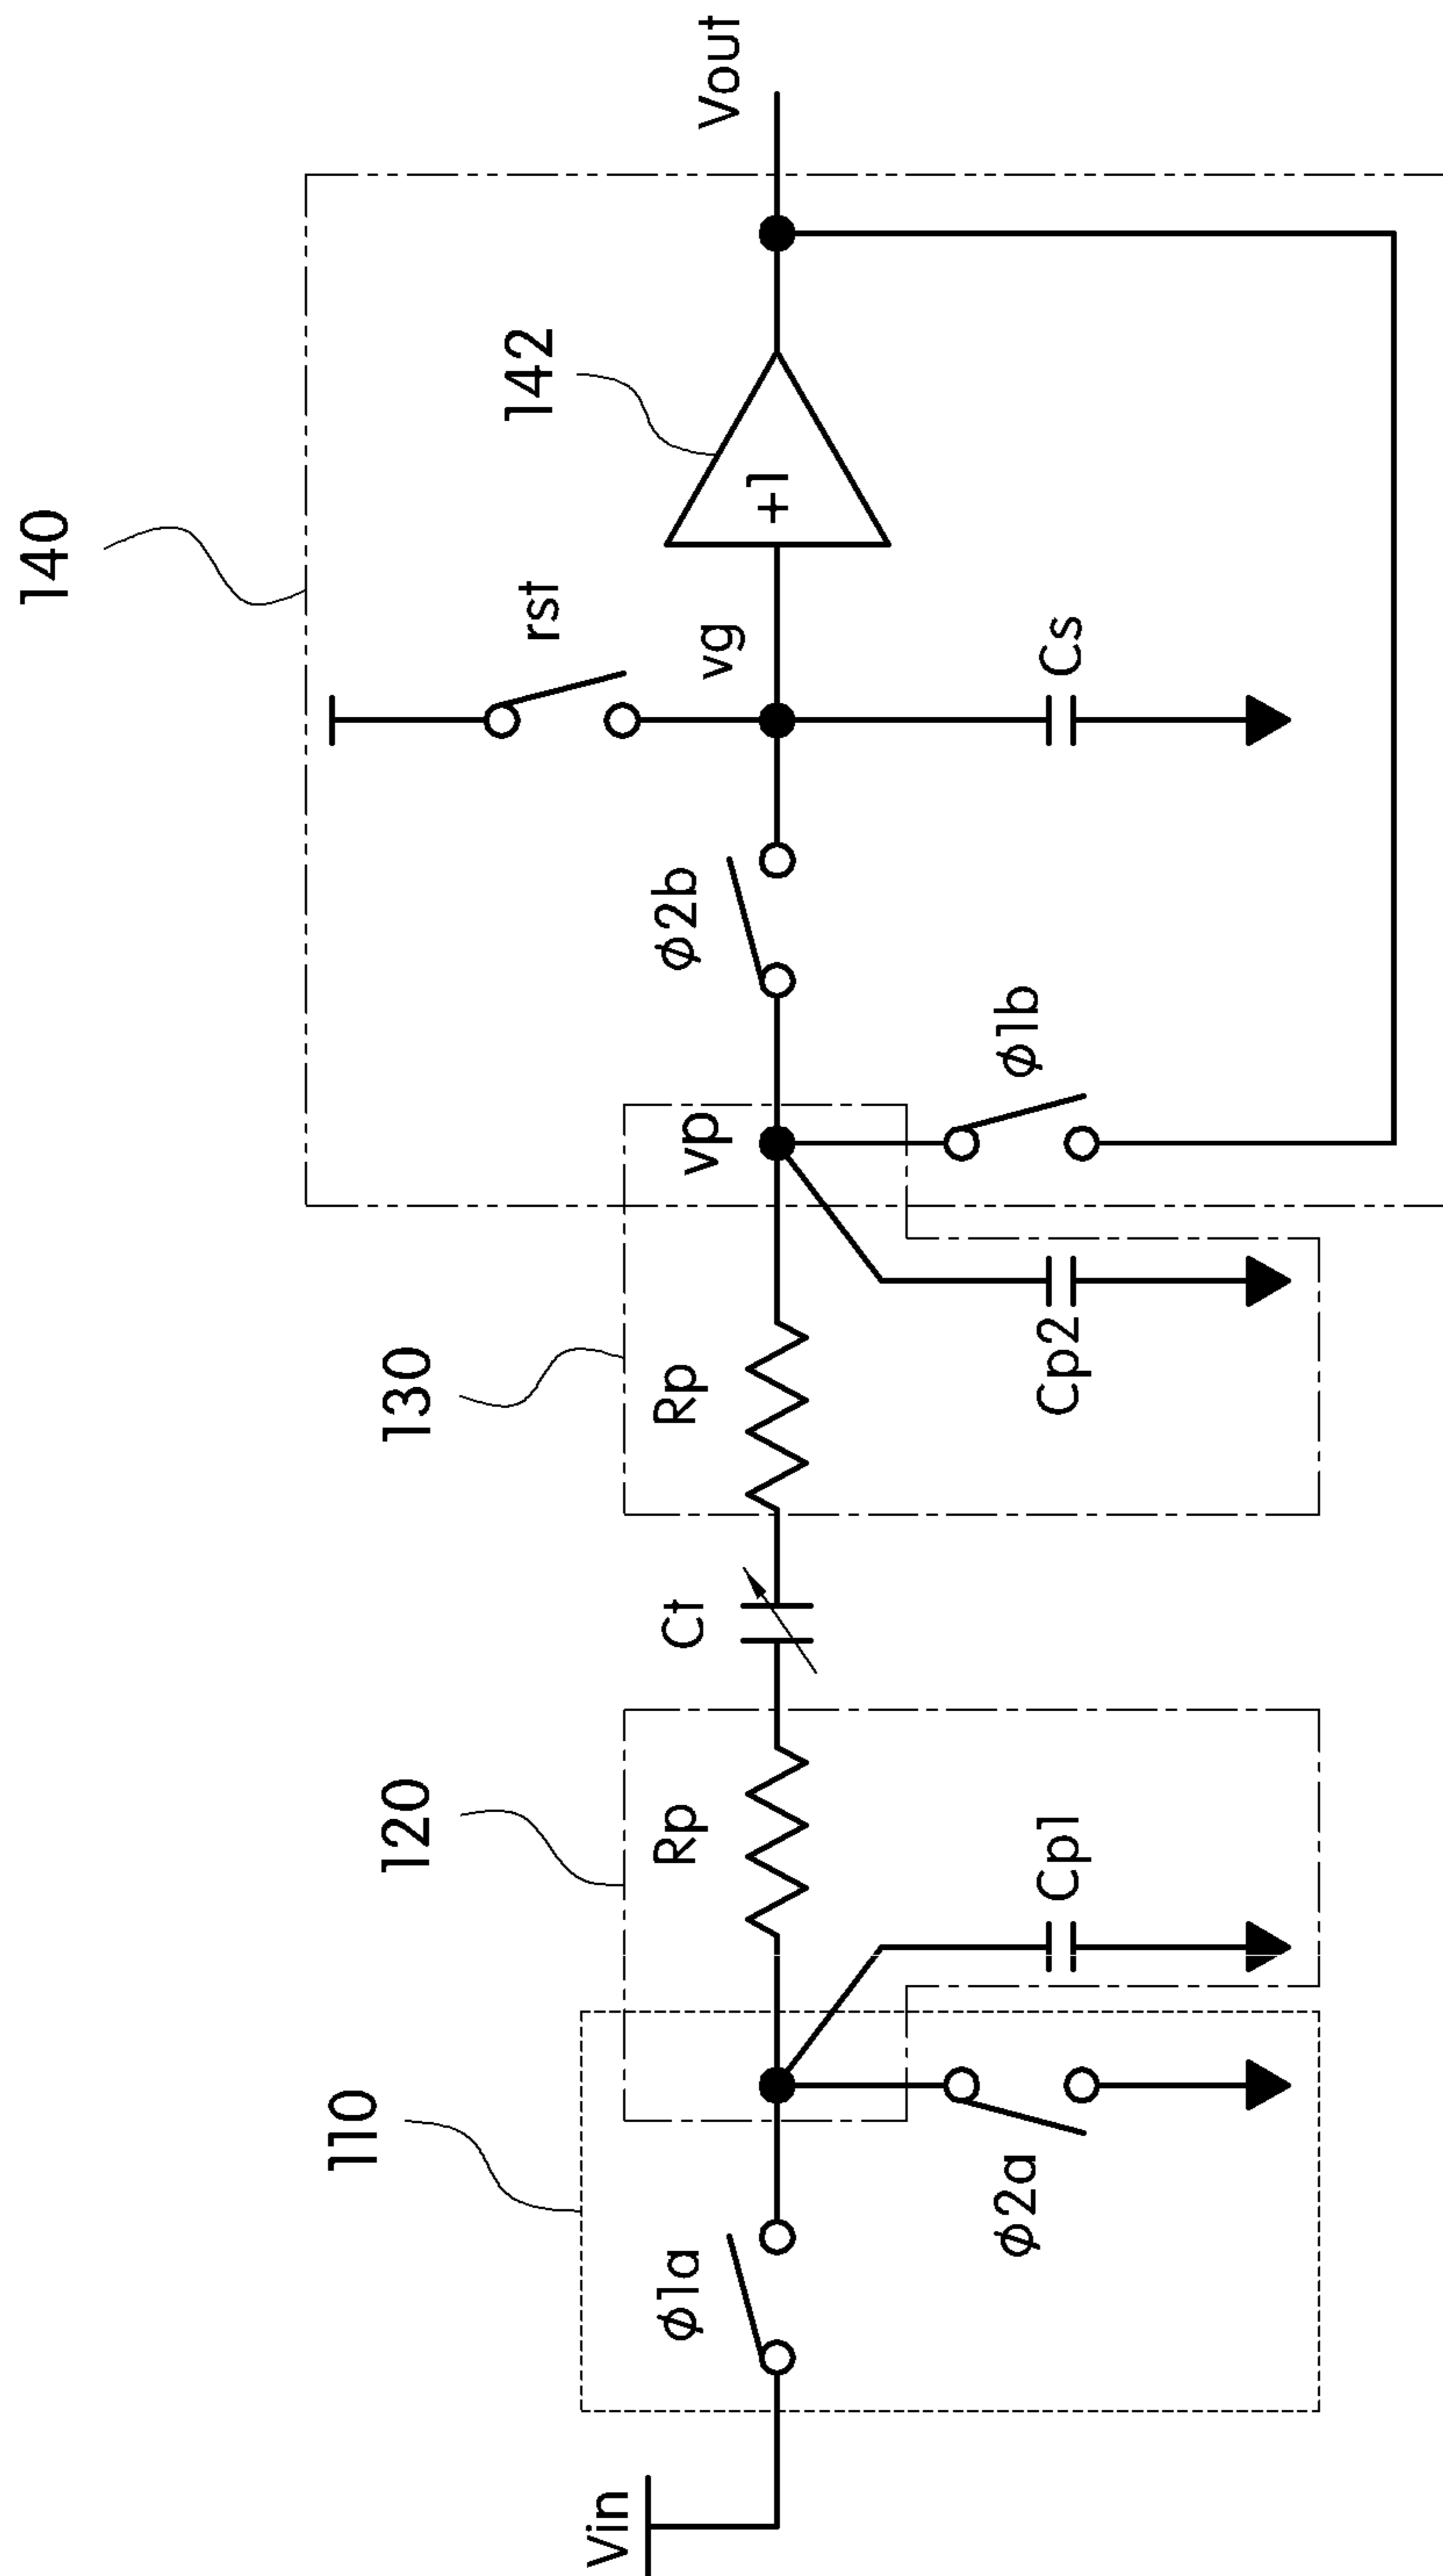 140
142
Vout
rst
vg
+1
φ2b
Cs
130
vp
φ1b
Rp
Cp2
Ct
120
Rp
Cp1
110
φ1a
φ2a
Vin